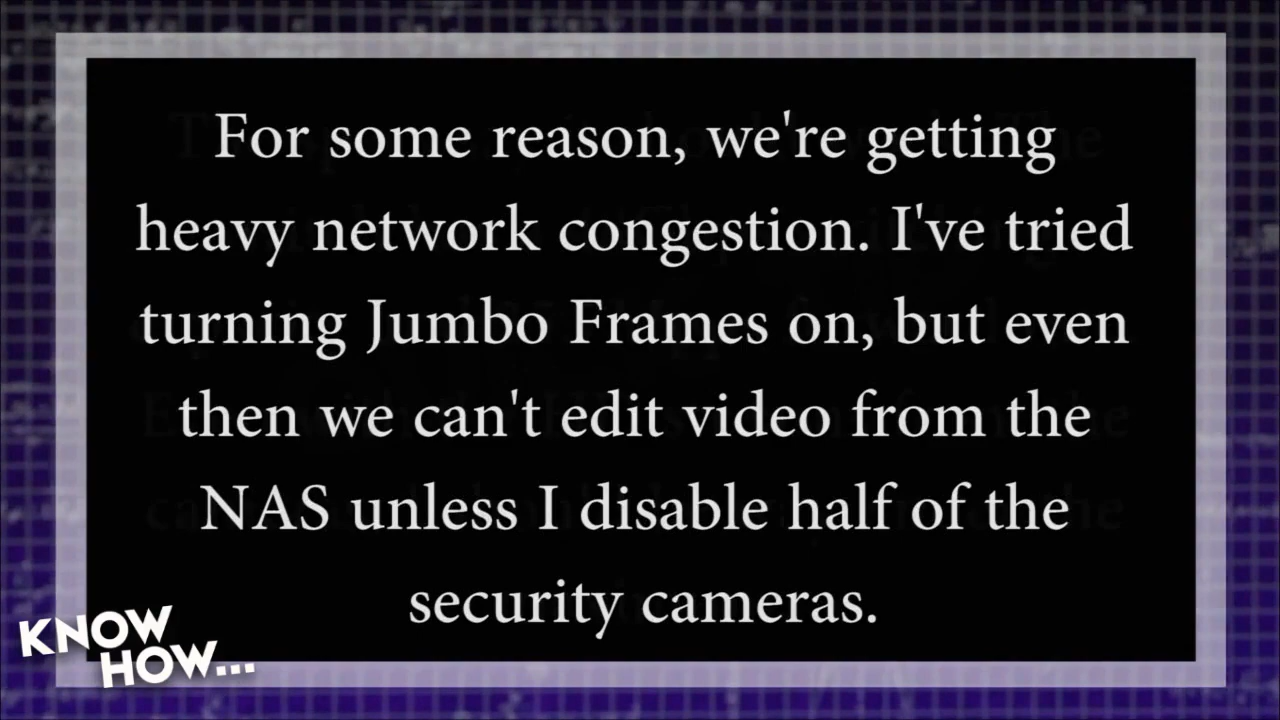 For some reason, we're getting
heavy network congestion. I've tried
turning Jumbo Frames on, but even
then we can't edit video from the
NAS unless I disable half of the
security cameras.
KNOW
HOW...